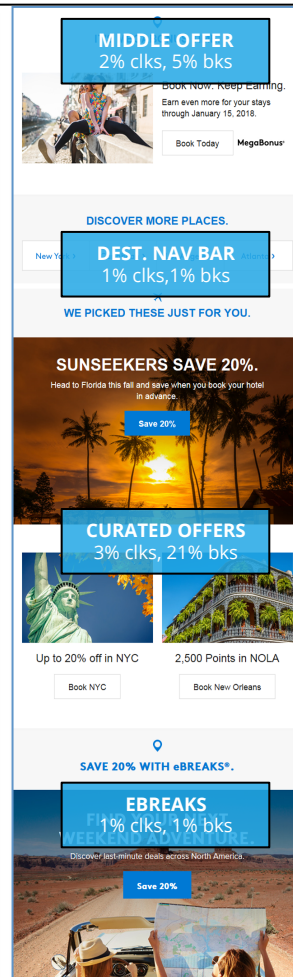 MIDDLE OFFER
2% clks, 5% bks
Book Now. Keep Earning.
Earn even more for your stays
through January 15, 2018.
Book Today
MegaBonus
DISCOVER MORE PLACES.
New York ›
Atlanta ›
DEST. NAV BAR
1% clks,1% bks
WE PICKED THESE JUST FOR YOU.
SUNSEEKERS SAVE 20%.
Head to Florida this fall and save when you book your hotel
in advance.
Save 20%
CURATED OFFERS
3% clks, 21% bks
Up to 20% off in NYC
2,500 Points in NOLA
Book NYC
Book New Orleans
SAVE 20% WITH eBREAKS®.
EBREAKS
1% clks, 1% bks
FIND YOUR NEXT
WEEKEND ADVENTURE.
Discover last-minute deals across North America.
Save 20%